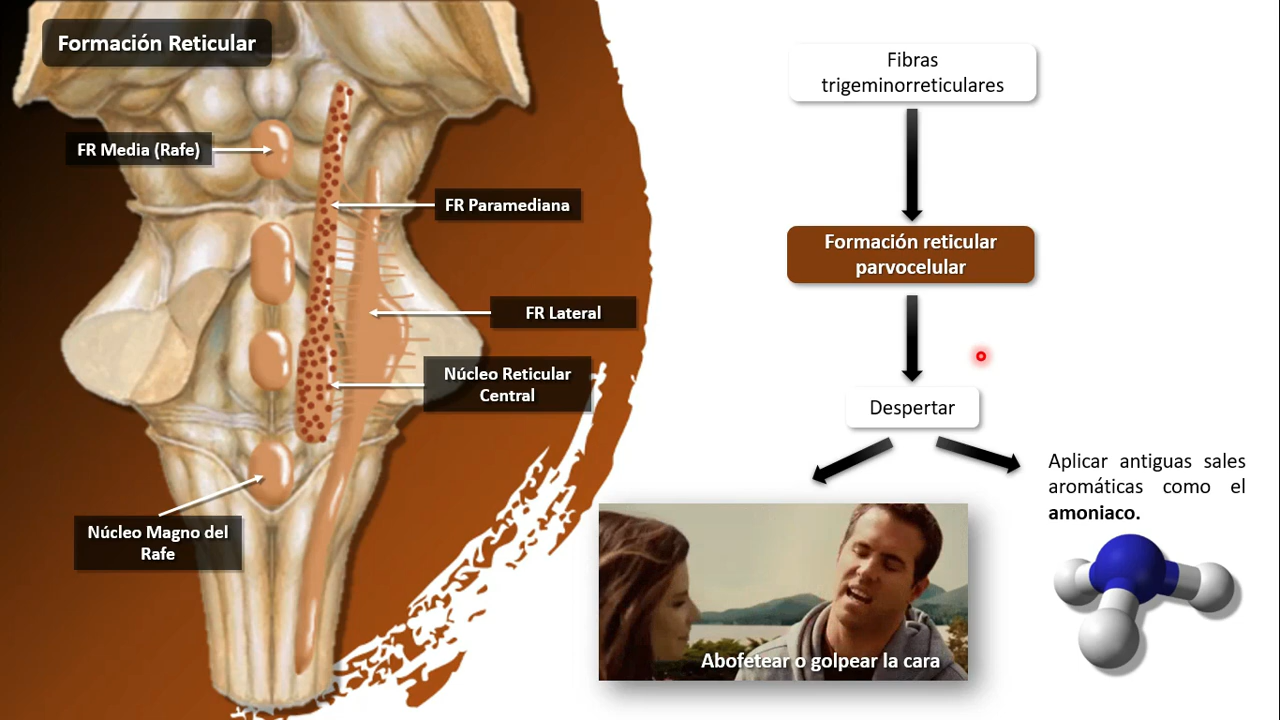 Formación Reticular
FR Media (Rafe)
FR Paramediana
FR Lateral
Núcleo Reticular
Central
Núcleo Magno del
Rafe
Fibras
trigeminorreticulares
Formación reticular
parvocelular
Despertar
Abofetear o golpear la cara
Aplicar antiguas sales
aromáticas como el
amoniaco.